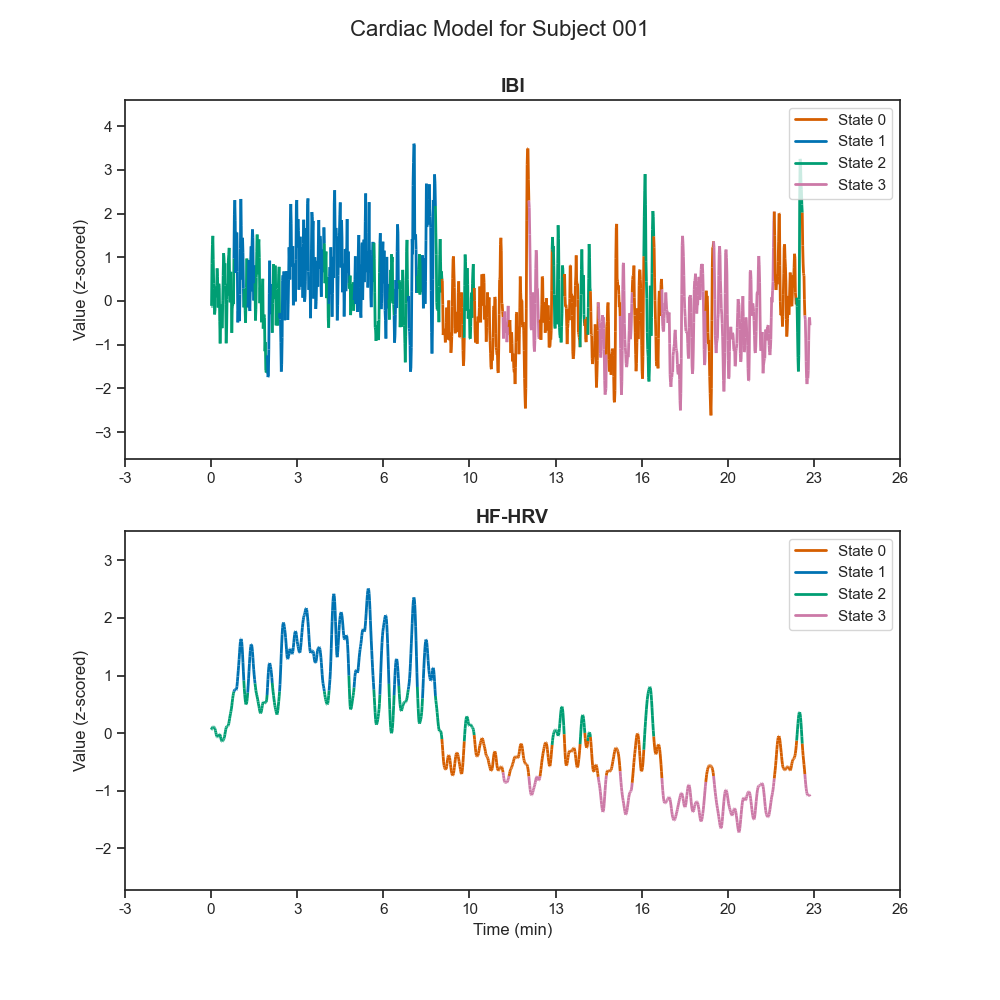 Cardiac Model for Subject 001
IBI
Value (z-scored)
4
3
2
1
0
−1
−2
−3
State 0
State 1
State 2
State 3
-3 0 3 6 10 13 16 20 23 26
HF-HRV
Value (z-scored)
3
2
1
0
−1
−2
State 0
State 1
State 2
State 3
-3 0 3 6 10 13 16 20 23 26
Time (min)